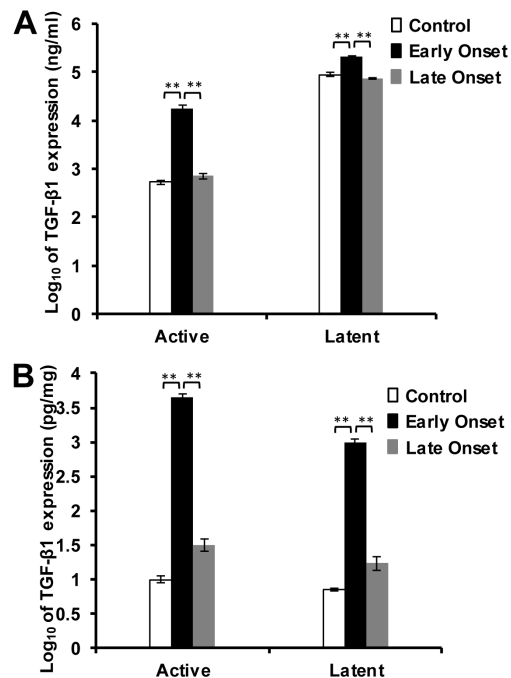 A
Log10 of TGF-β1 expression (ng/ml)
6
5
4
3
2
1
0
** **
** **
Control
Early Onset
Late Onset
Active Latent
B
Log10 of TGF-β1 expression (pg/mg)
4
3.5
3
2.5
2
1.5
1
0.5
0
** **
** **
Control
Early Onset
Late Onset
Active Latent